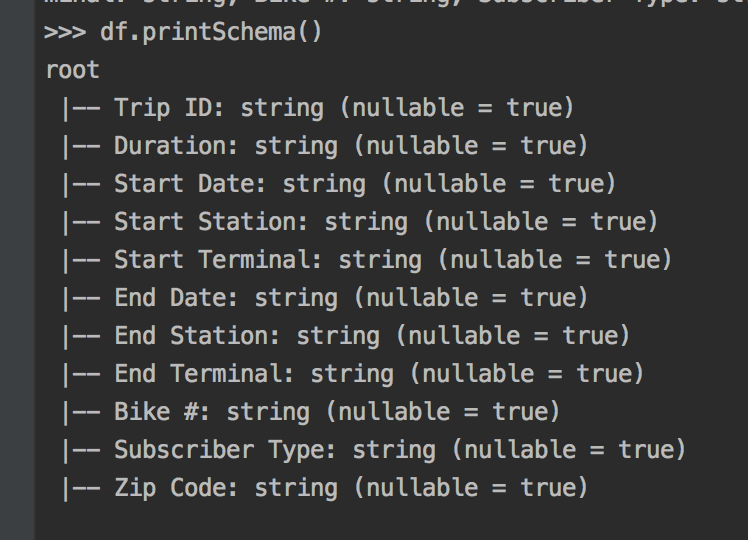 >>> df.printSchema()
root
|-- Trip ID: string (nullable = true)
|-- Duration: string (nullable = true)
|-- Start Date: string (nullable = true)
|-- Start Station: string (nullable = true)
|-- Start Terminal: string (nullable = true)
|-- End Date: string (nullable = true)
|-- End Station: string (nullable = true)
|-- End Terminal: string (nullable = true)
|-- Bike #: string (nullable = true)
|-- Subscriber Type: string (nullable = true)
|-- Zip Code: string (nullable = true)